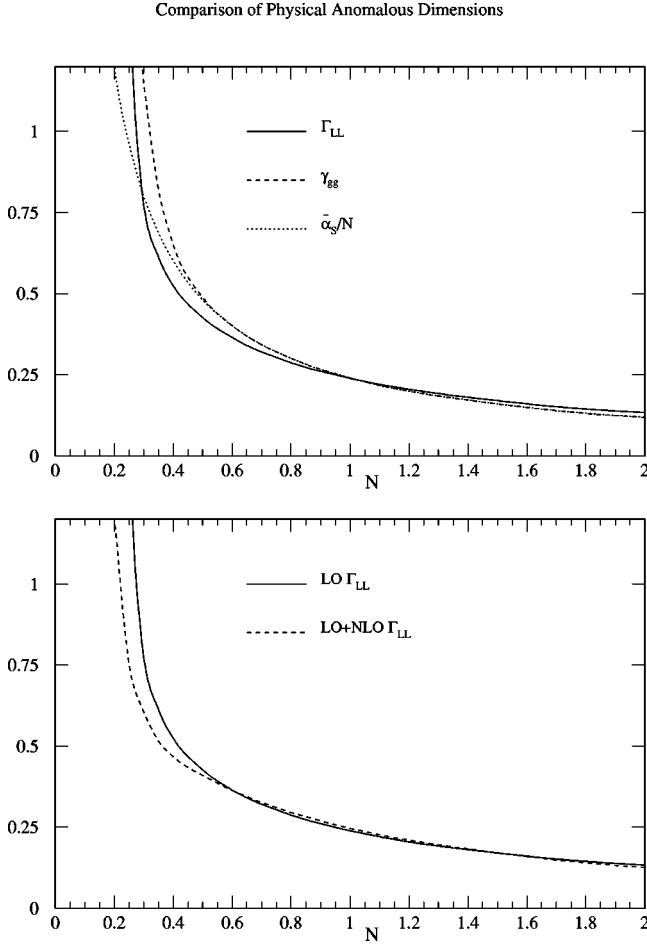 Comparison of Physical Anomalous Dimensions
1
0.75
0.5
0.25
0
Γ_LL
γ_gg
ᾱ_S/N
0 0.2 0.4 0.6 0.8 1 1.2 1.4 1.6 1.8 2
N
1
0.75
0.5
0.25
0
LO Γ_LL
LO+NLO Γ_LL
0 0.2 0.4 0.6 0.8 1 1.2 1.4 1.6 1.8 2
N